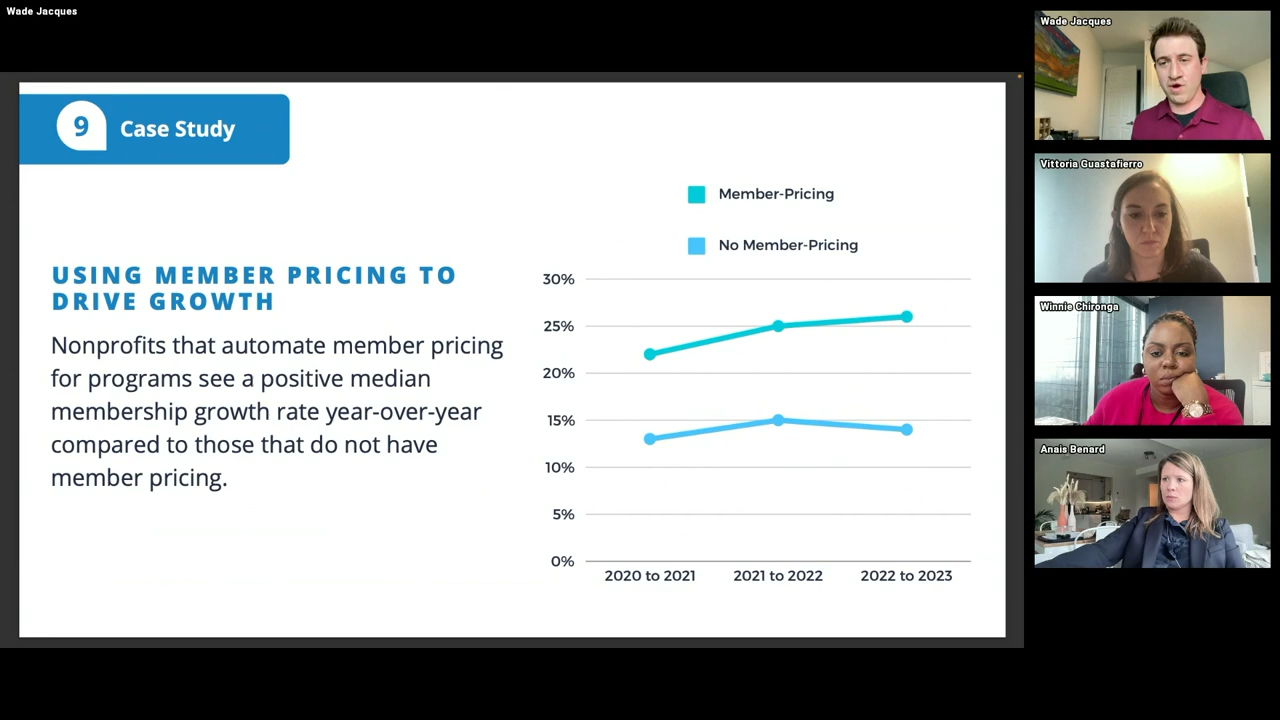 Wade Jacques
9 Case Study
USING MEMBER PRICING TO
DRIVE GROWTH
Nonprofits that automate member pricing
for programs see a positive median
membership growth rate year-over-year
compared to those that do not have
member pricing.
Member-Pricing
No Member-Pricing
30%
25%
20%
15%
10%
5%
0%
2020 to 2021 2021 to 2022 2022 to 2023
Wade Jacques
Vittoria Guastafierro
Winnie Chironga
Anais Benard